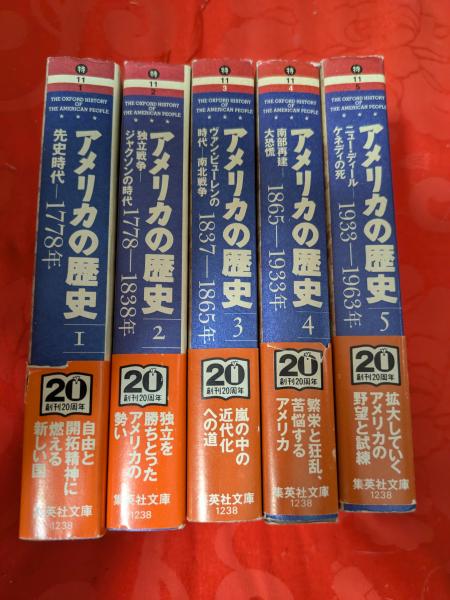 特
11
1
THE OXFORD HISTORY
OF THE
AMERICAN PEOPLE
アメリカの歴史
1
先史時代―1778年
20
創刊20周年
自由と
開拓精神に
燃える
新しい国
集英社文庫
1238
特
11
2
THE OXFORD HISTORY
OF THE
AMERICAN PEOPLE
アメリカの歴史
2
独立戦争―
ジャクソンの時代
1778―1838年
20
創刊20周年
独立を
勝ちとった
アメリカの
勢い
集英社文庫
1238
特
11
3
THE OXFORD HISTORY
OF THE
AMERICAN PEOPLE
アメリカの歴史
3
ヴァン・ビューレンの
時代―南北戦争
1837―1865年
20
創刊20周年
嵐の中の
近代化
への道
集英社文庫
1238
特
11
4
THE OXFORD HISTORY
OF THE
AMERICAN PEOPLE
アメリカの歴史
4
南部再建―
大恐慌
1865―1933年
20
創刊20周年
繁栄と狂乱、
苦悩する
アメリカ
集英社文庫
1238
特
11
5
THE OXFORD HISTORY
OF THE
AMERICAN PEOPLE
アメリカの歴史
5
ニュー・ディール―
ケネディの死
1933―1963年
20
創刊20周年
拡大していく
アメリカの
野望と試練
集英社文庫
1238